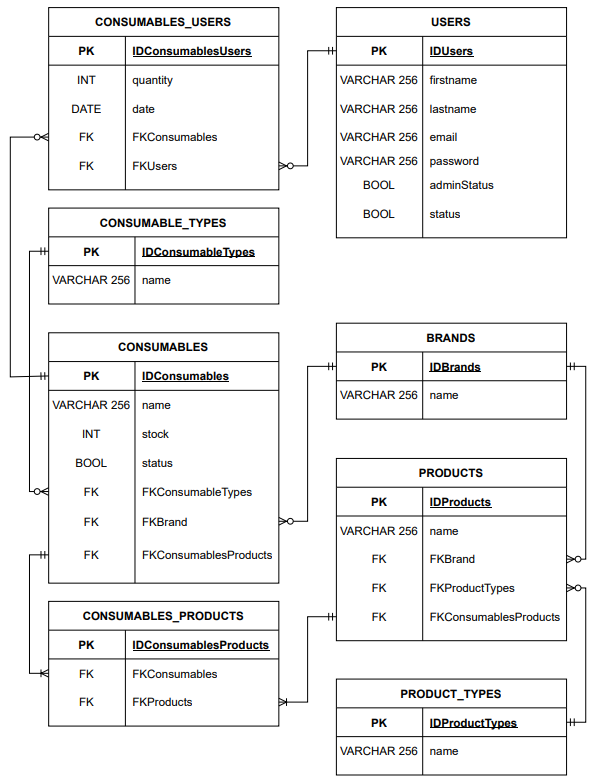 CONSUMABLES_USERS
PK IDConsumablesUsers
INT quantity
DATE date
FK FKConsumables
FK FKUsers
USERS
PK IDUsers
VARCHAR 256 firstname
VARCHAR 256 lastname
VARCHAR 256 email
VARCHAR 256 password
BOOL adminStatus
BOOL status
CONSUMABLE_TYPES
PK IDConsumableTypes
VARCHAR 256 name
CONSUMABLES
PK IDConsumables
VARCHAR 256 name
INT stock
BOOL status
FK FKConsumableTypes
FK FKBrand
FK FKConsumablesProducts
BRANDS
PK IDBrands
VARCHAR 256 name
PRODUCTS
PK IDProducts
VARCHAR 256 name
FK FKBrand
FK FKProductTypes
FK FKConsumablesProducts
CONSUMABLES_PRODUCTS
PK IDConsumablesProducts
FK FKConsumables
FK FKProducts
PRODUCT_TYPES
PK IDProductTypes
VARCHAR 256 name